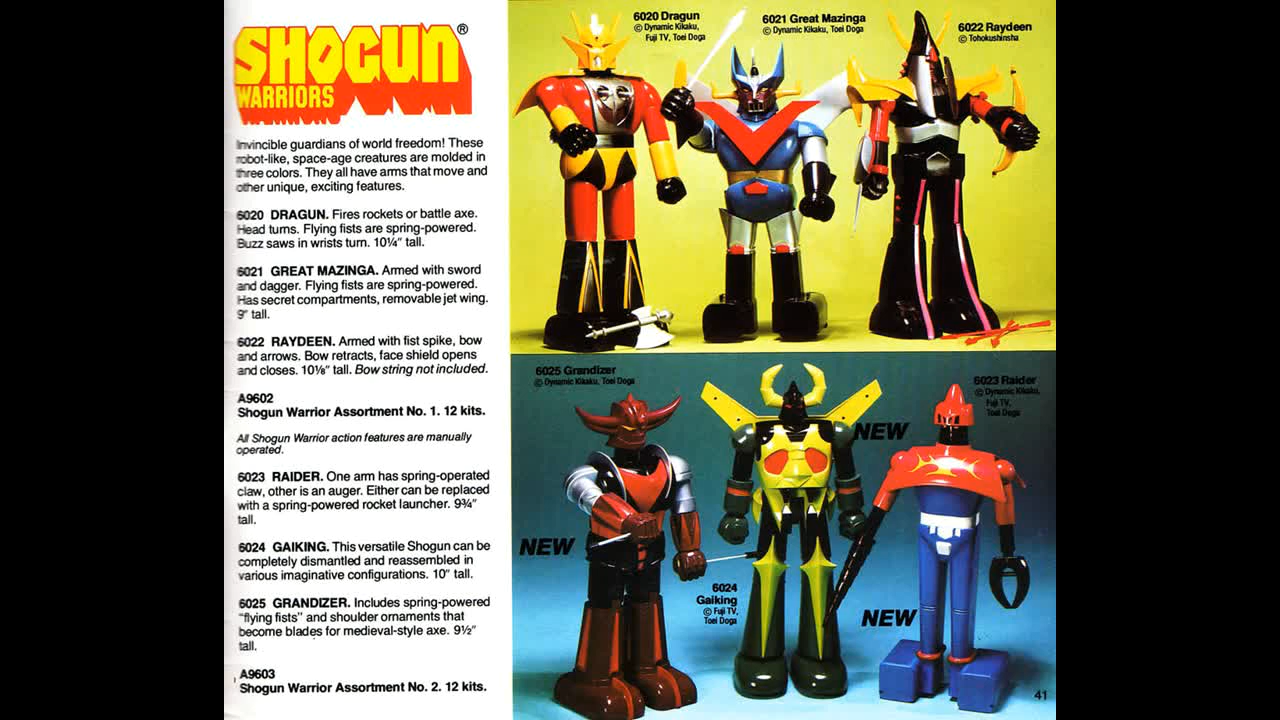 SHOGUN®
WARRIORS
Invincible guardians of world freedom! These
robot-like, space-age creatures are molded in
three colors. They all have arms that move and
other unique, exciting features.
6020 DRAGUN. Fires rockets or battle axe.
Head turns. Flying fists are spring-powered.
Buzz saws in wrists turn. 10¼" tall.
6021 GREAT MAZINGA. Armed with sword
and dagger. Flying fists are spring-powered.
Has secret compartments, removable jet wing.
9" tall.
6022 RAYDEEN. Armed with fist spike, bow
and arrows. Bow retracts, face shield opens
and closes. 10⅛" tall. Bow string not included.
A9602
Shogun Warrior Assortment No. 1. 12 kits.
All Shogun Warrior action features are manually
operated.
6023 RAIDER. One arm has spring-operated
claw, other is an auger. Either can be replaced
with a spring-powered rocket launcher. 9¾"
tall.
6024 GAIKING. This versatile Shogun can be
completely dismantled and reassembled in
various imaginative configurations. 10" tall.
6025 GRANDIZER. Includes spring-powered
"flying fists" and shoulder ornaments that
become blades for medieval-style axe. 9½"
tall.
A9603
Shogun Warrior Assortment No. 2. 12 kits.
6020 Dragun
© Dynamic Kikaku,
Fuji TV, Toei Doga
6021 Great Mazinga
© Dynamic Kikaku, Toei Doga
6022 Raydeen
© Tohokushinsha
6025 Grandizer
© Dynamic Kikaku, Toei Doga
NEW
6024
Gaiking
© Fuji TV,
Toei Doga
NEW
6023 Raider
© Dynamic Kikaku,
Fuji TV,
Toei Doga
NEW
41